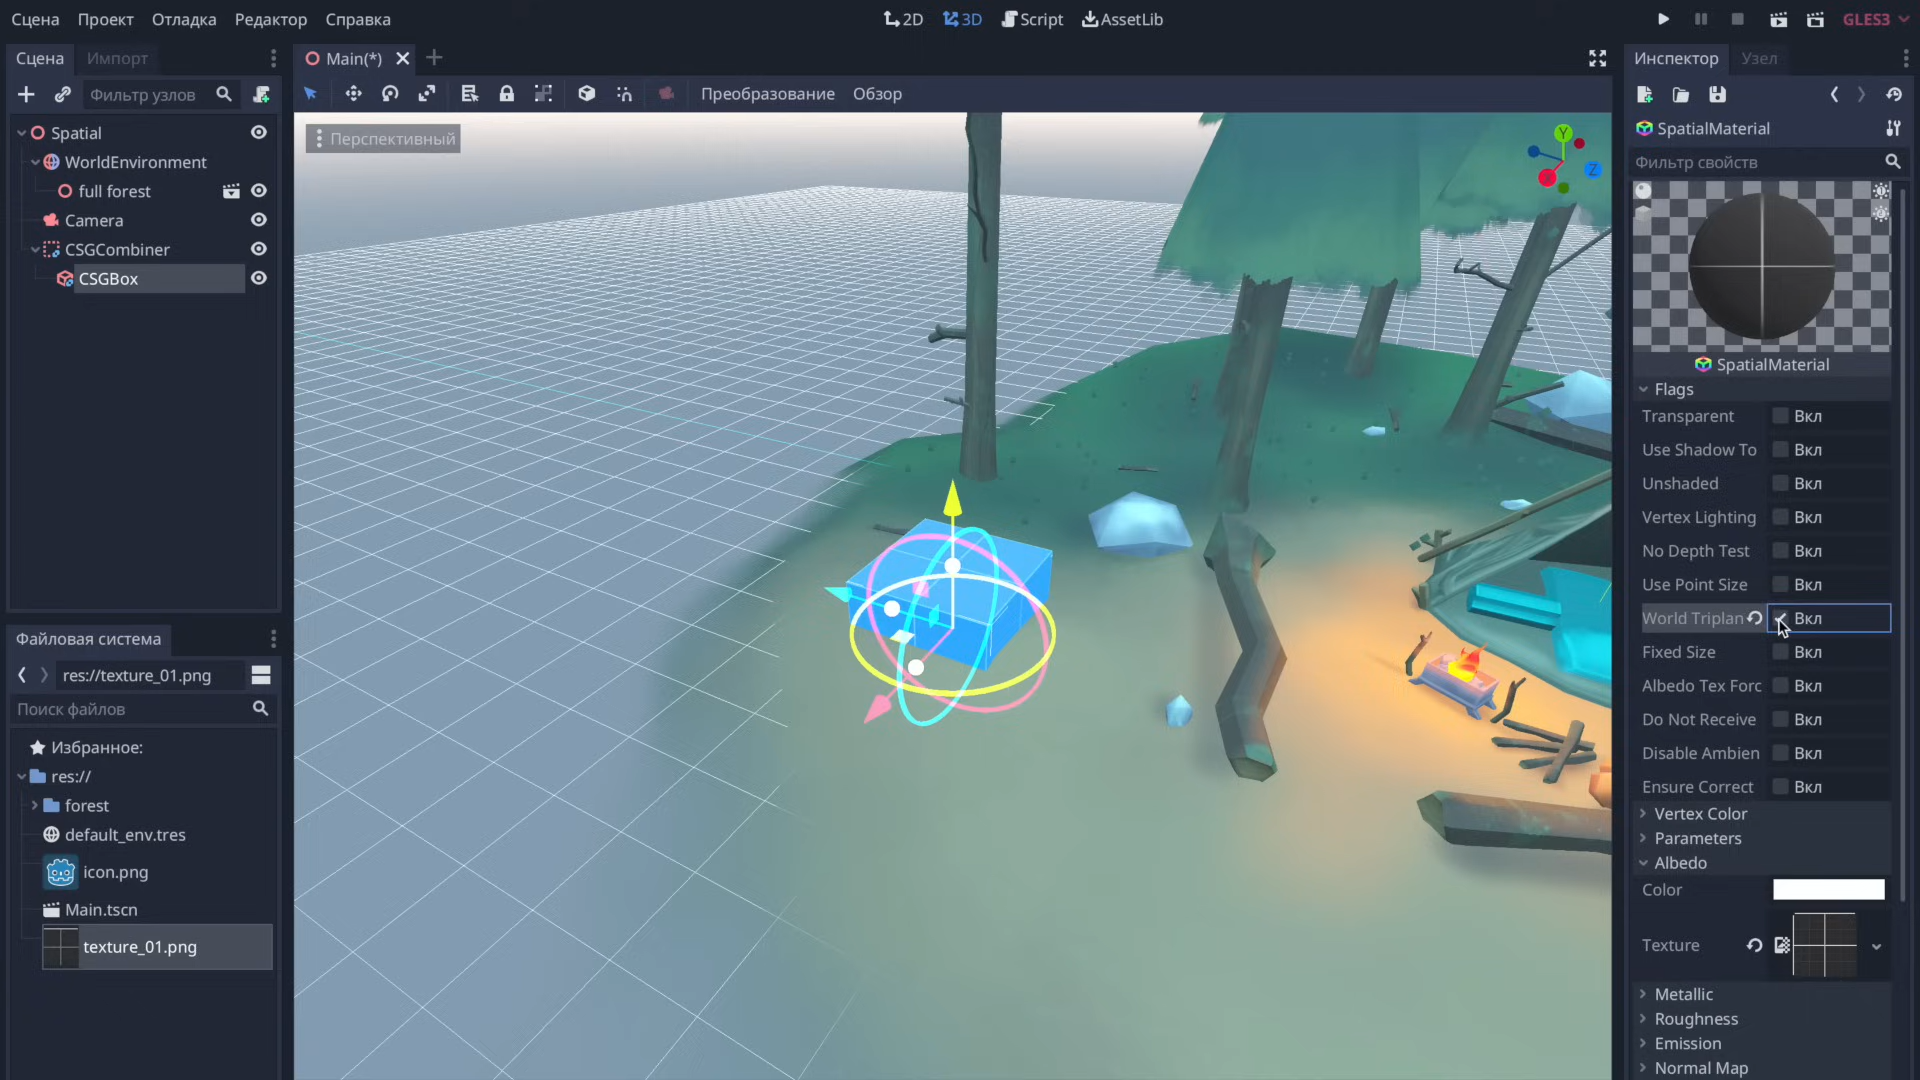 Сцена Проект Отладка Редактор Справка 2D 3D Script AssetLib GLES3
Сцена Импорт
Фильтр узлов
Spatial
WorldEnvironment
full forest
Camera
CSGCombiner
CSGBox
Файловая система
res://texture_01.png
Поиск файлов
Избранное:
res://
forest
default_env.tres
icon.png
Main.tscn
texture_01.png
Main(*)
Преобразование Обзор
Перспективный
Y
Z
Инспектор Узел
SpatialMaterial
Фильтр свойств
SpatialMaterial
Flags
Transparent Вкл
Use Shadow To Вкл
Unshaded Вкл
Vertex Lighting Вкл
No Depth Test Вкл
Use Point Size Вкл
World Triplan Вкл
Fixed Size Вкл
Albedo Tex Forc Вкл
Do Not Receive Вкл
Disable Ambien Вкл
Ensure Correct Вкл
Vertex Color
Parameters
Albedo
Color
Texture
Metallic
Roughness
Emission
Normal Map